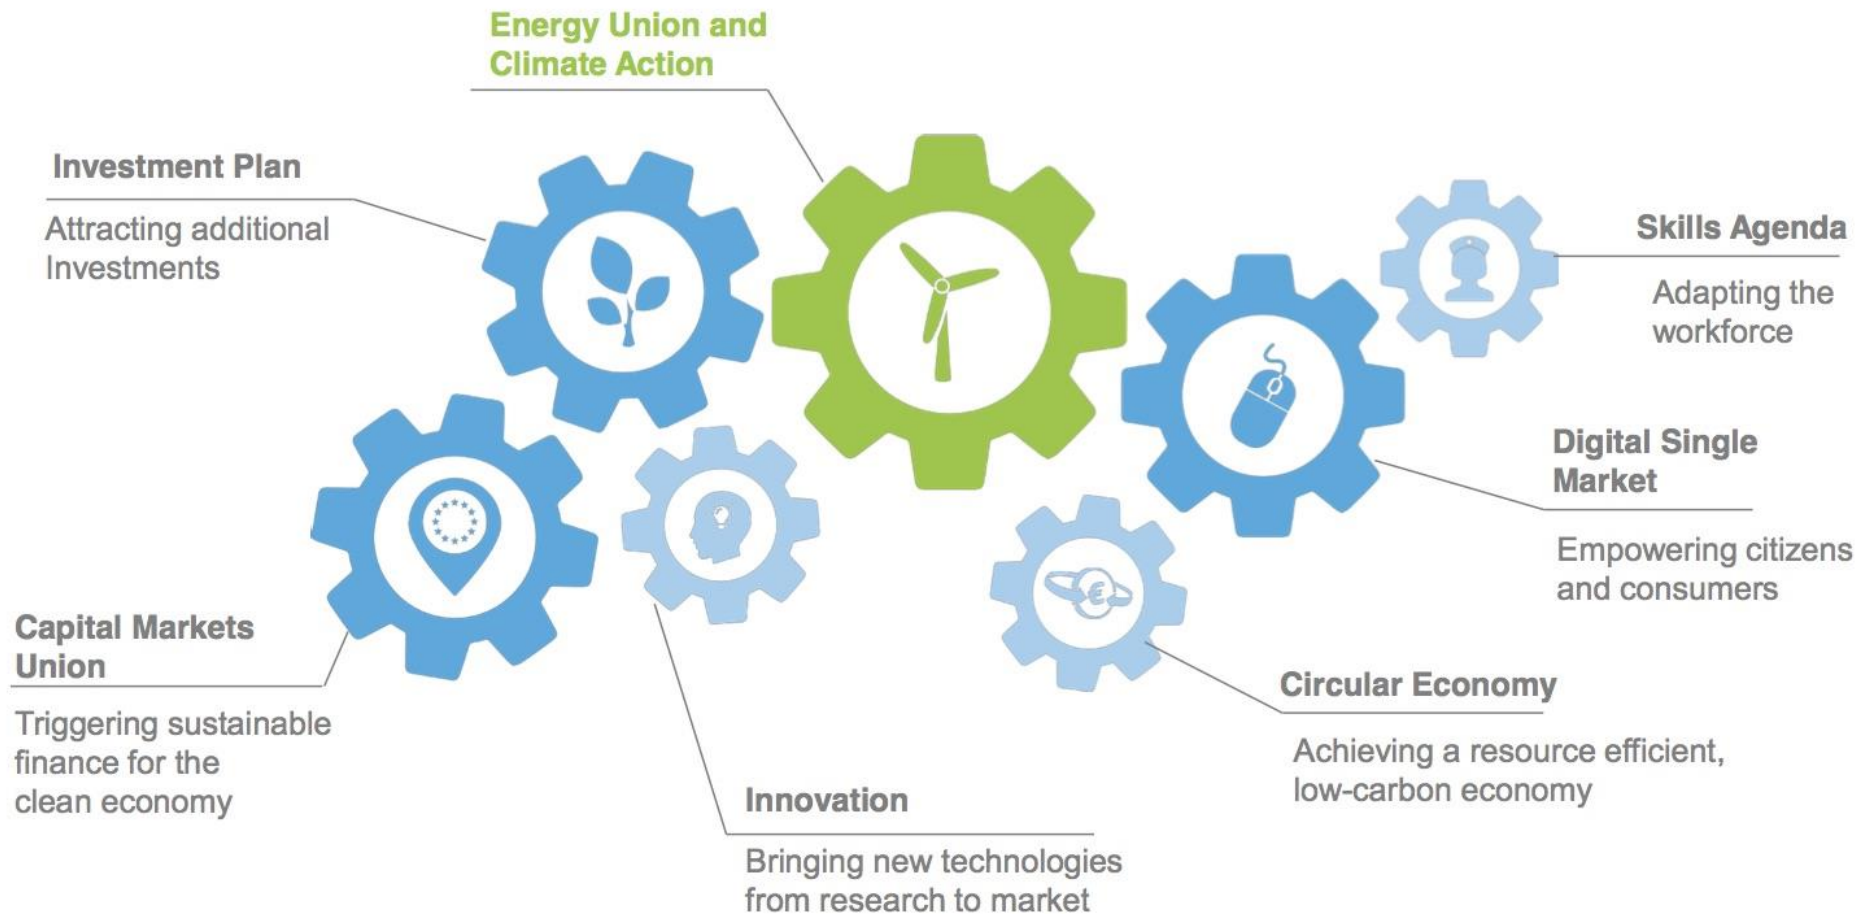 Energy Union and
Climate Action
Investment Plan
Attracting additional
Investments
Skills Agenda
Adapting the
workforce
Digital Single
Market
Empowering citizens
and consumers
Capital Markets
Union
Triggering sustainable
finance for the
clean economy
Circular Economy
Achieving a resource efficient,
low-carbon economy
Innovation
Bringing new technologies
from research to market
€